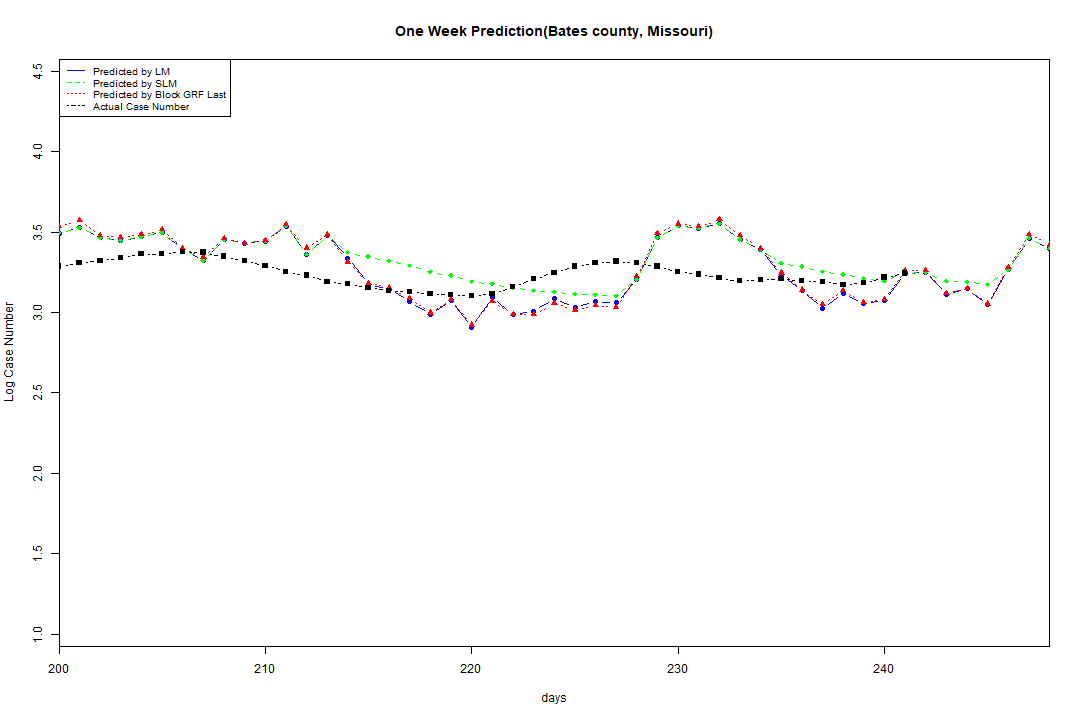 One Week Prediction(Bates county, Missouri)
Predicted by LM
Predicted by SLM
Predicted by Block GRF Last
Actual Case Number
4.5
4.0
3.5
3.0
2.5
2.0
1.5
1.0
Log Case Number
200
210
220
230
240
days